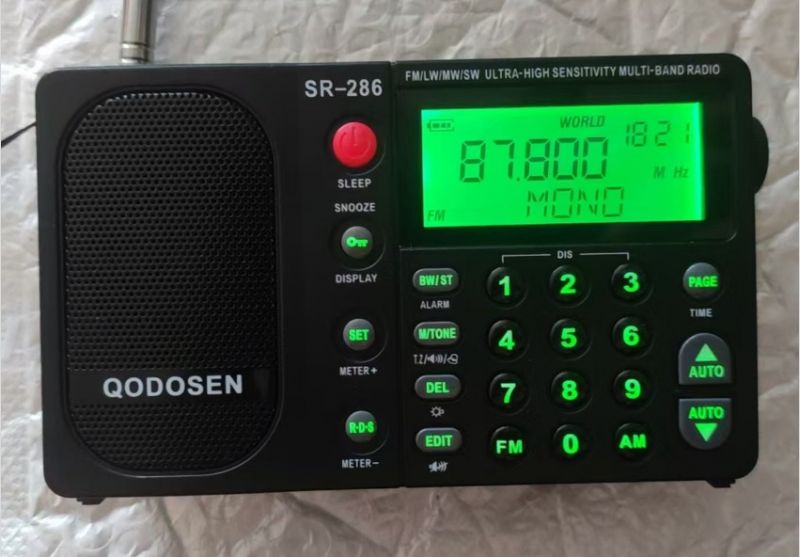 SR-286
FM/LW/MW/SW ULTRA-HIGH SENSITIVITY MULTI-BAND RADIO
WORLD
18 21
87.800
M Hz
MONO
FM
SLEEP
SNOOZE
DISPLAY
SET
METER+
R·D·S
METER-
QODOSEN
DIS
BW/ST
1
2
3
PAGE
ALARM
TIME
M/TONE
4
5
6
AUTO
DEL
7
8
9
AUTO
EDIT
FM
0
AM